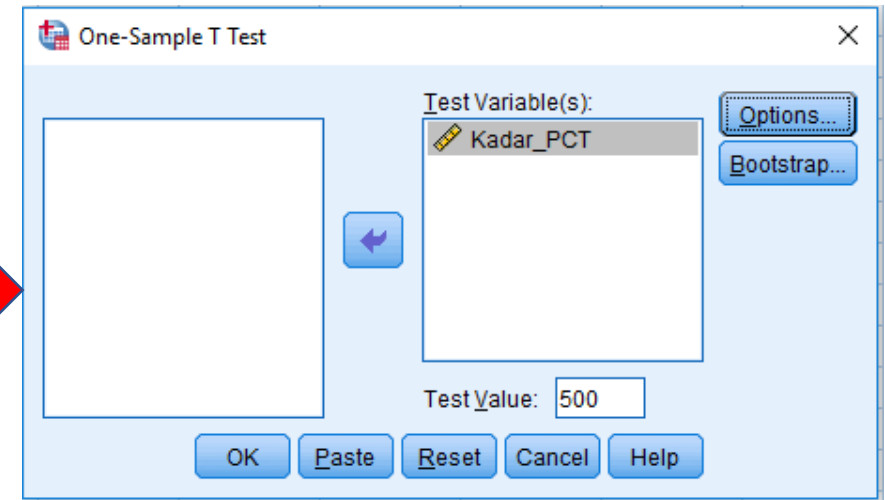 One-Sample T Test
Test Variable(s):
Kadar_PCT
Options...
Bootstrap...
Test Value: 500
OK Paste Reset Cancel Help